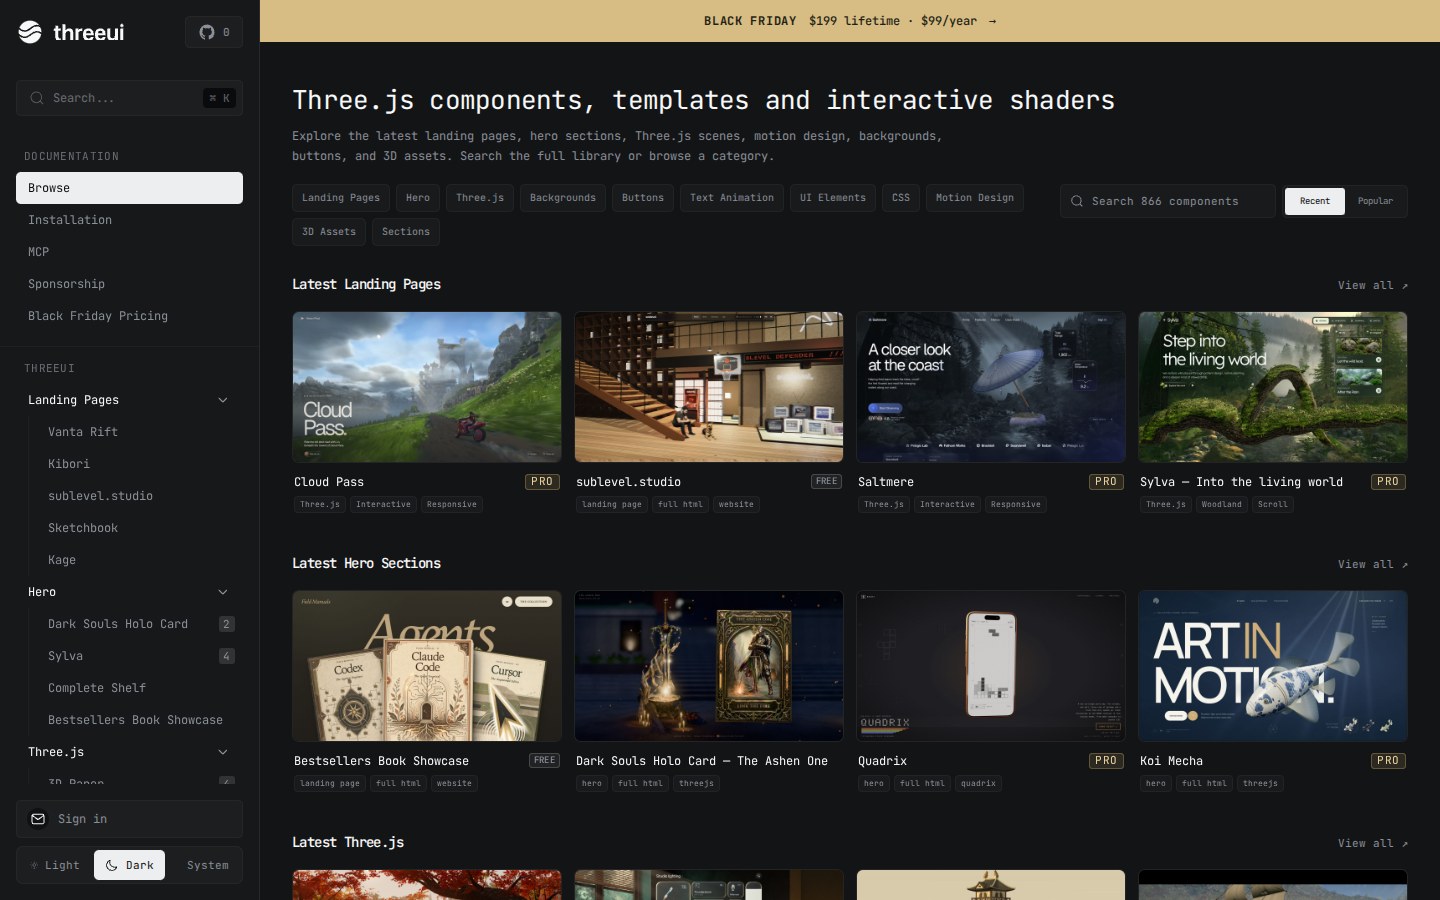 threeui
0
Search...
⌘ K
DOCUMENTATION
Browse
Installation
MCP
Sponsorship
Black Friday Pricing
THREEUI
Landing Pages
Vanta Rift
Kibori
sublevel.studio
Sketchbook
Kage
Hero
Dark Souls Holo Card 2
Sylva 4
Complete Shelf
Bestsellers Book Showcase
Three.js
Sign in
Light Dark System
BLACK FRIDAY $199 lifetime · $99/year →
Three.js components, templates and interactive shaders
Explore the latest landing pages, hero sections, Three.js scenes, motion design, backgrounds,
buttons, and 3D assets. Search the full library or browse a category.
Landing Pages Hero Three.js Backgrounds Buttons Text Animation UI Elements CSS Motion Design
3D Assets Sections
Search 866 components
Recent Popular
Latest Landing Pages
View all ↗
Cloud
Pass.
SUBLEVEL DEFENDER
A closer look
at the coast
Step into
the living world
Cloud Pass PRO
Three.js Interactive Responsive
sublevel.studio FREE
landing page full html website
Saltmere PRO
Three.js Interactive Responsive
Sylva — Into the living world PRO
Three.js Woodland Scroll
Latest Hero Sections
View all ↗
Agents
Codex
Claude
Code
Cursor
QUADRIX
ART IN
MOTION!
Bestsellers Book Showcase FREE
landing page full html website
Dark Souls Holo Card — The Ashen One
hero full html threejs
Quadrix PRO
hero full html quadrix
Koi Mecha PRO
hero full html threejs
Latest Three.js
View all ↗